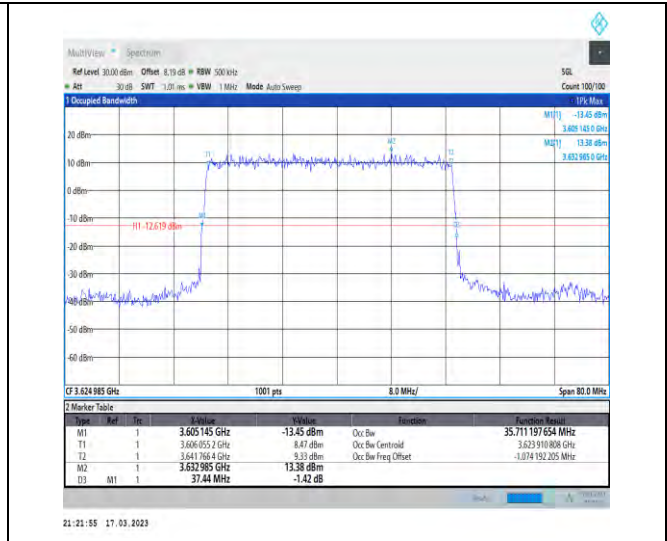 MultiView Spectrum
Ref Level 30.00 dBm Offset 8.19 dB RBW 500 kHz SGL
Att 30 dB SWT 1.01 ms VBW 1 MHz Mode Auto Sweep Count 100/100
1 Occupied Bandwidth 1Pk Max
M1[1] -13.45 dBm
3.605 145 0 GHz
20 dBm M2 M2[1] 13.38 dBm
T1 T2 3.632 985 0 GHz
10 dBm
0 dBm
-10 dBm M1
H1 -12.619 dBm D3
-20 dBm
-30 dBm
-40 dBm
-50 dBm
-60 dBm
CF 3.624 985 GHz 1001 pts 8.0 MHz/ Span 80.0 MHz
2 Marker Table
Type Ref Trc X-Value Y-Value Function Function Result
M1 1 3.605 145 GHz -13.45 dBm Occ Bw 35.711 197 654 MHz
T1 1 3.606 055 2 GHz 8.47 dBm Occ Bw Centroid 3.623 910 808 GHz
T2 1 3.641 766 4 GHz 9.33 dBm Occ Bw Freq Offset -1.074 192 205 MHz
M2 1 3.632 985 GHz 13.38 dBm
D3 M1 1 37.44 MHz -1.42 dB
21:21:55 17.03.2023